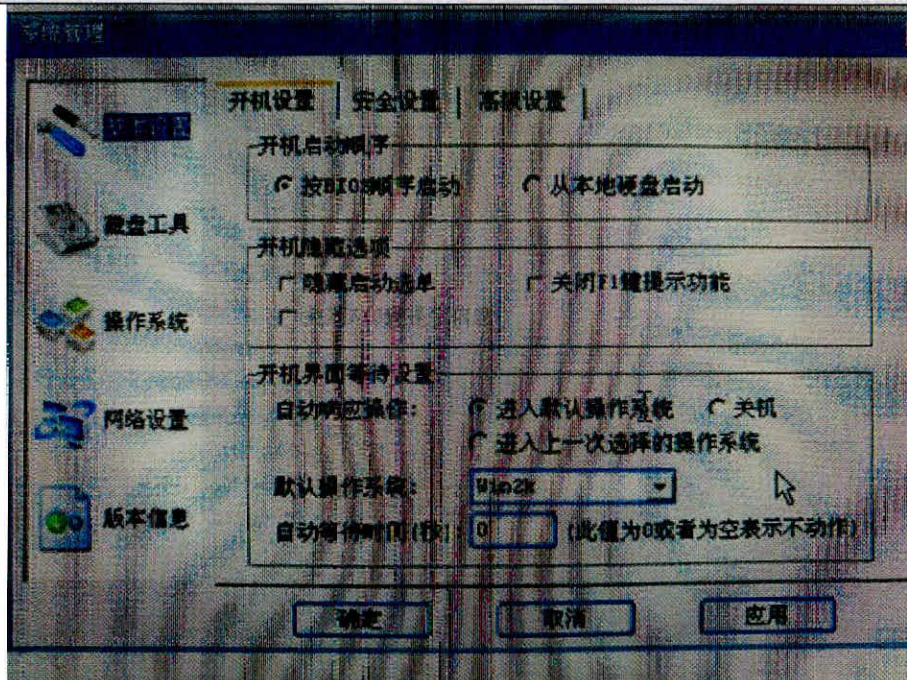 系统管理
开机设置 安全设置 高级设置
开机启动顺序
按BIOS顺序启动 从本地硬盘启动
磁盘工具
开机隐藏选项
隐藏启动选单 关闭F1键提示功能
操作系统
开机界面等待设置
自动响应操作： 进入默认操作系统 关机
网络设置
进入上一次选择的操作系统
默认操作系统： Win2k
版本信息
自动等待时间(秒)： 0 (此值为0或者为空表示不动作)
确定 取消 应用